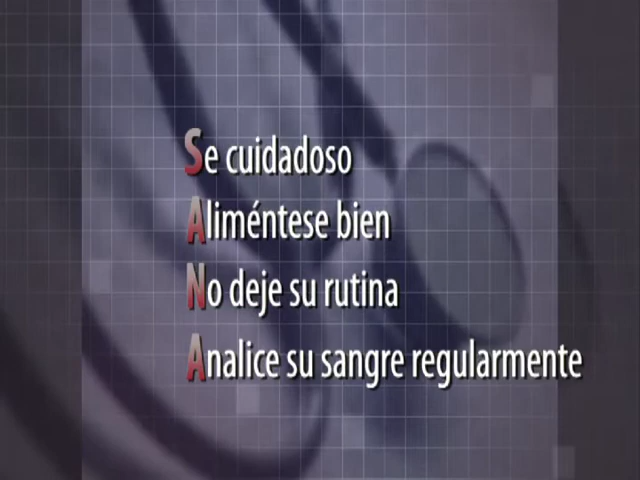 Se cuidadoso
Aliméntese bien
No deje su rutina
Analice su sangre regularmente